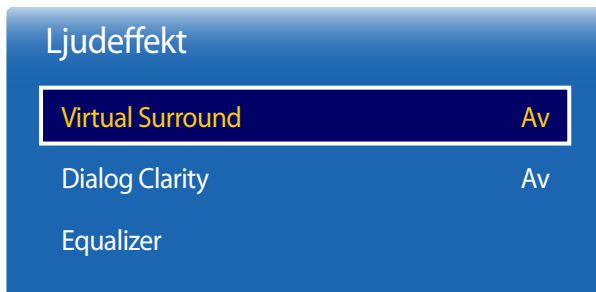 Ljudeffekt
Virtual Surround Av
Dialog Clarity Av
Equalizer